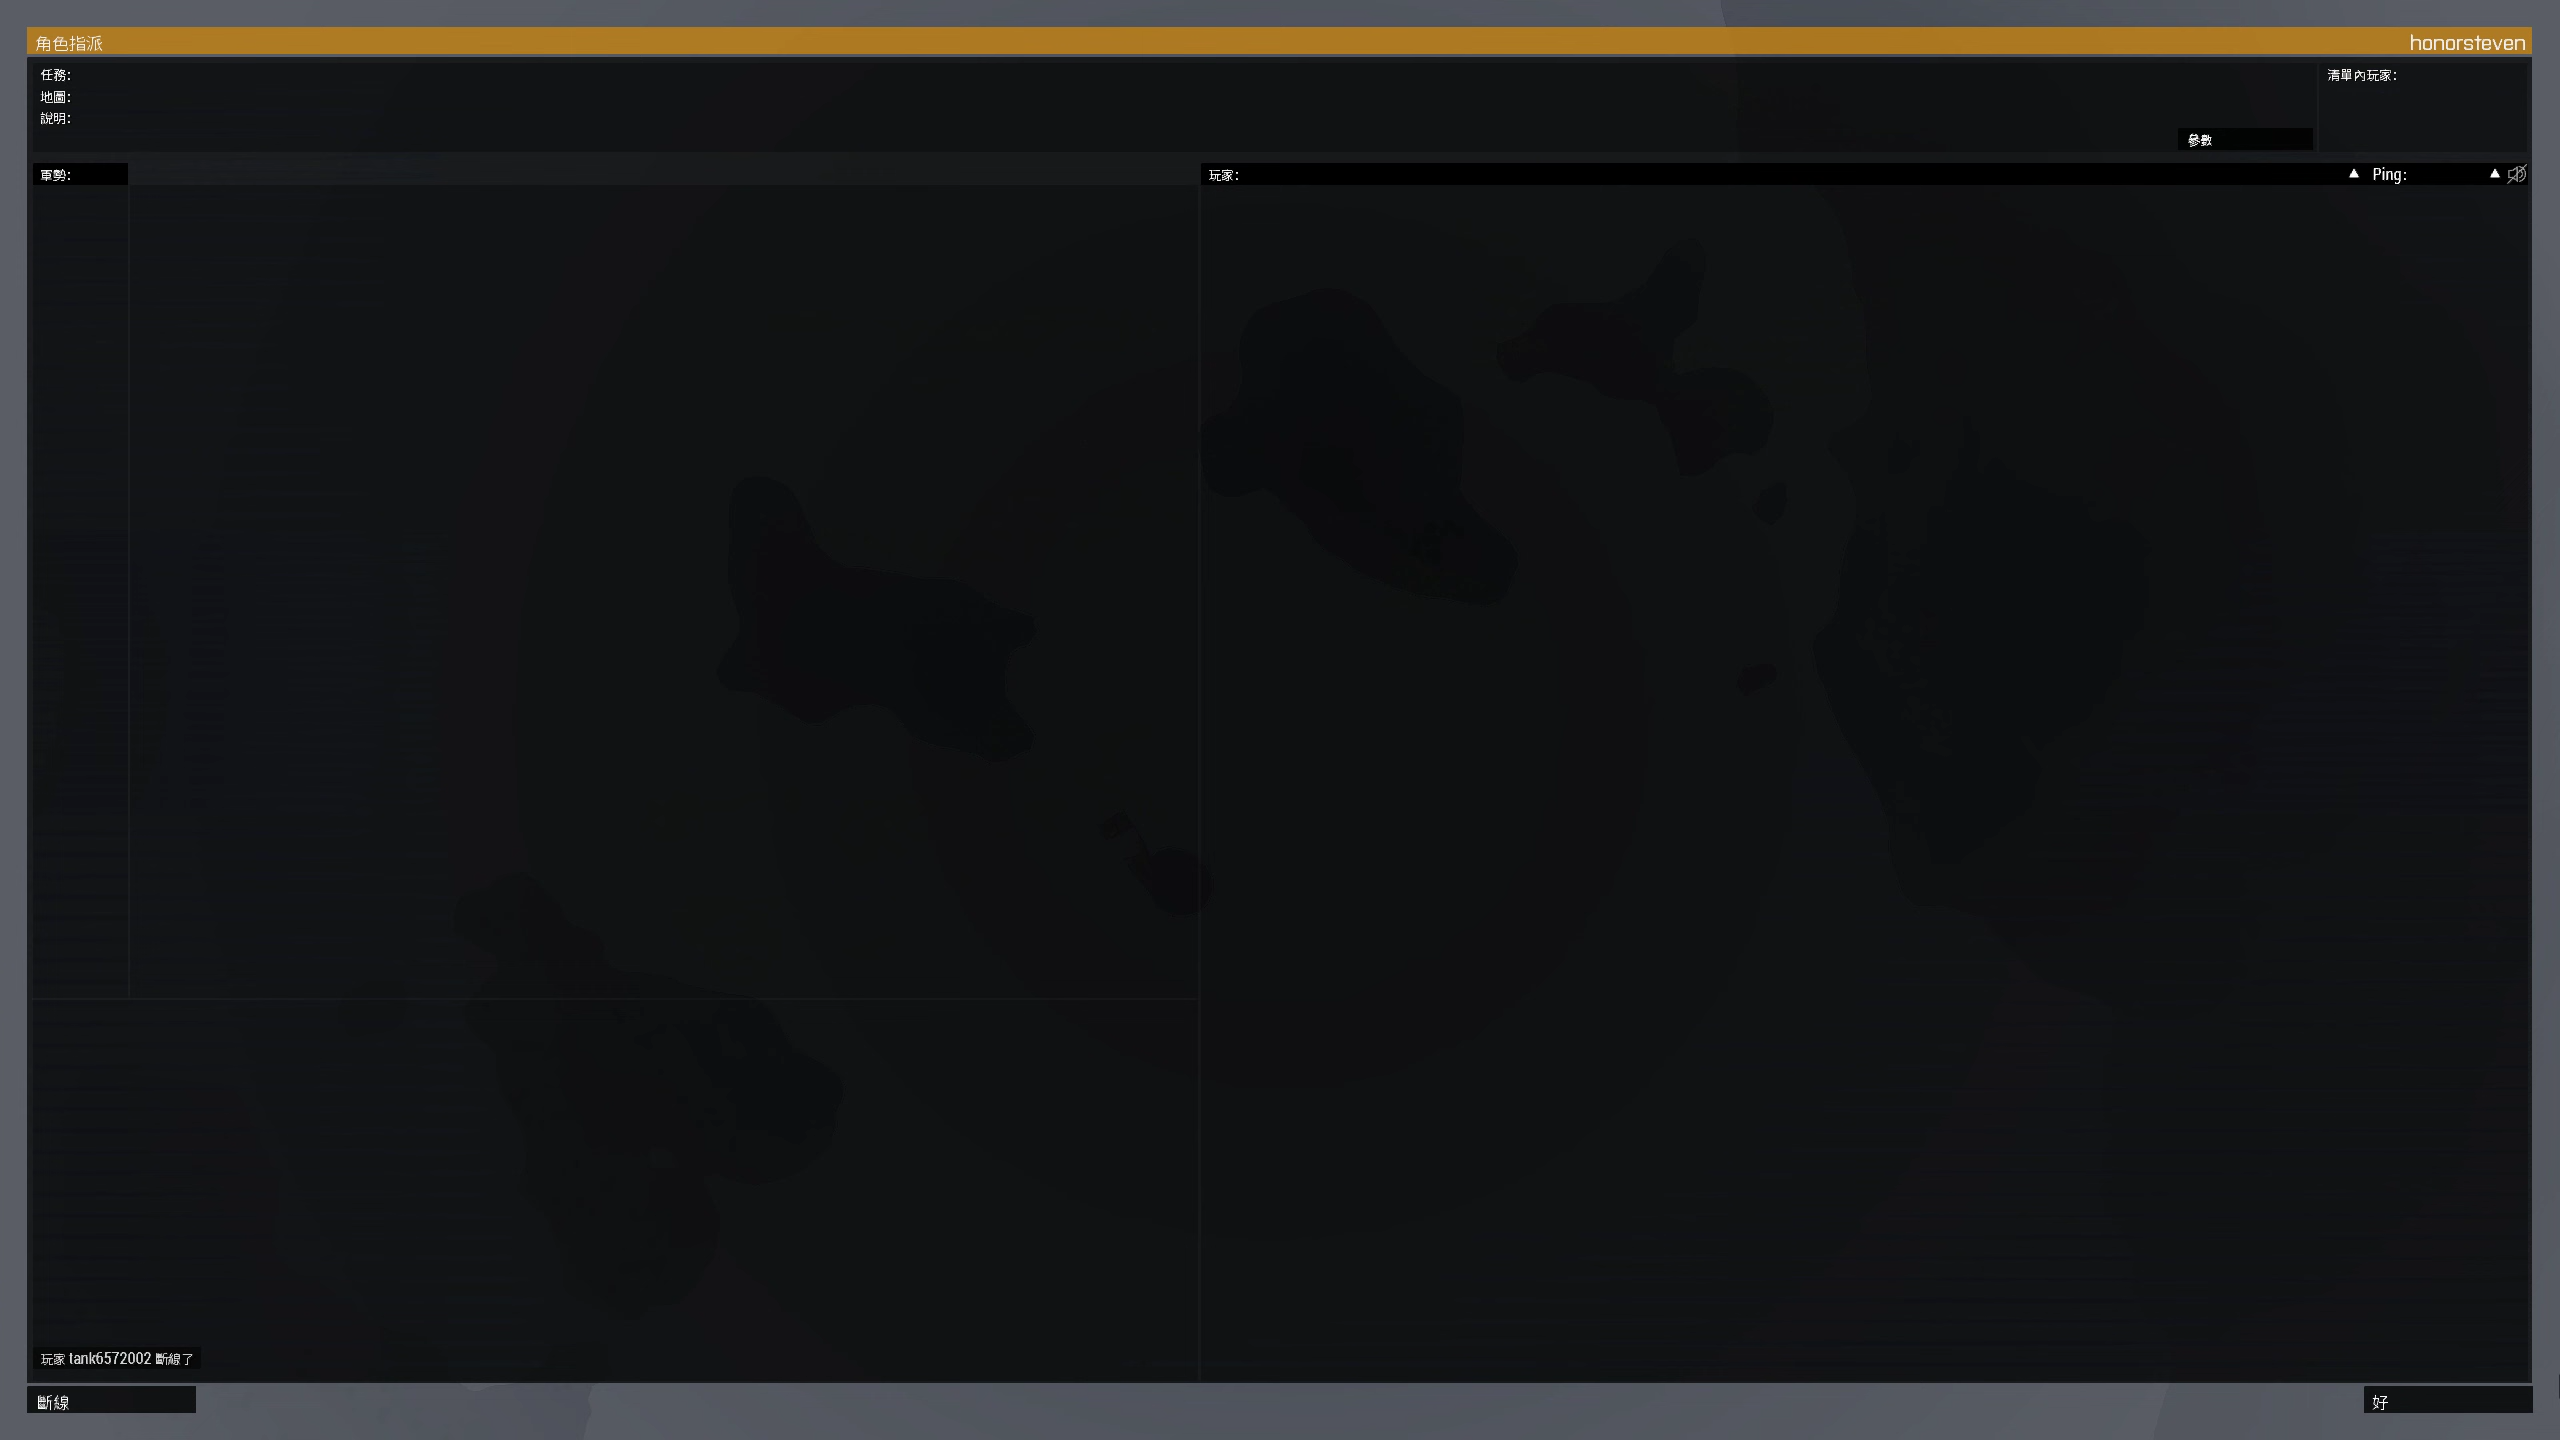 角色指派
honorsteven
任務:
地圖:
說明:
清單內玩家:
參數
軍勢:
玩家:
Ping:
玩家 tank6572002 斷線了
斷線
好